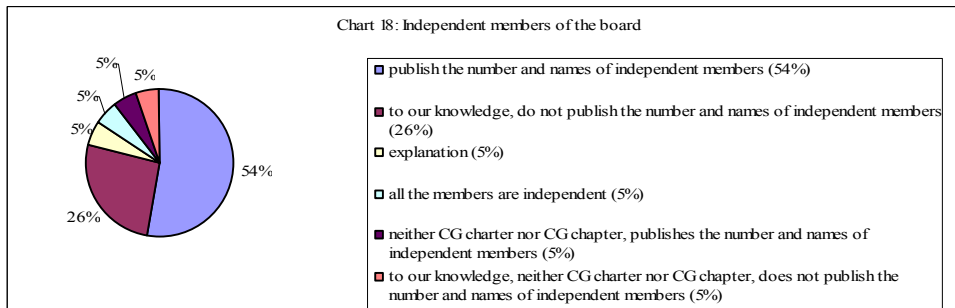 Chart 18: Independent members of the board
5%
5%
5%
5%
54%
26%
publish the number and names of independent members (54%)
to our knowledge, do not publish the number and names of independent members
(26%)
explanation (5%)
all the members are independent (5%)
neither CG charter nor CG chapter, publishes the number and names of
independent members (5%)
to our knowledge, neither CG charter nor CG chapter, does not publish the
number and names of independent members (5%)